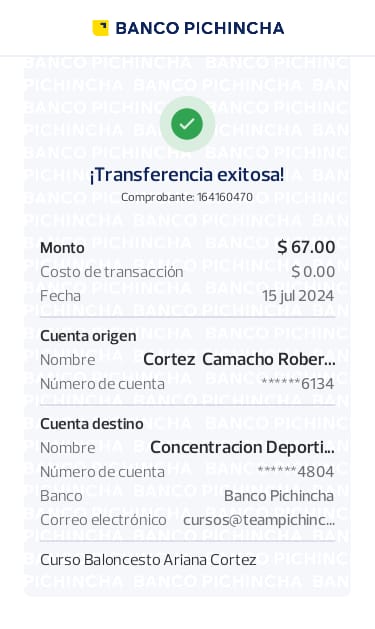 BANCO PICHINCHA
¡Transferencia exitosa!
Comprobante: 164160470
Monto $ 67.00
Costo de transacción $ 0.00
Fecha 15 jul 2024
Cuenta origen
Nombre Cortez Camacho Rober...
Número de cuenta ******6134
Cuenta destino
Nombre Concentracion Deporti...
Número de cuenta ******4804
Banco Banco Pichincha
Correo electrónico cursos@teampichinc...
Curso Baloncesto Ariana Cortez